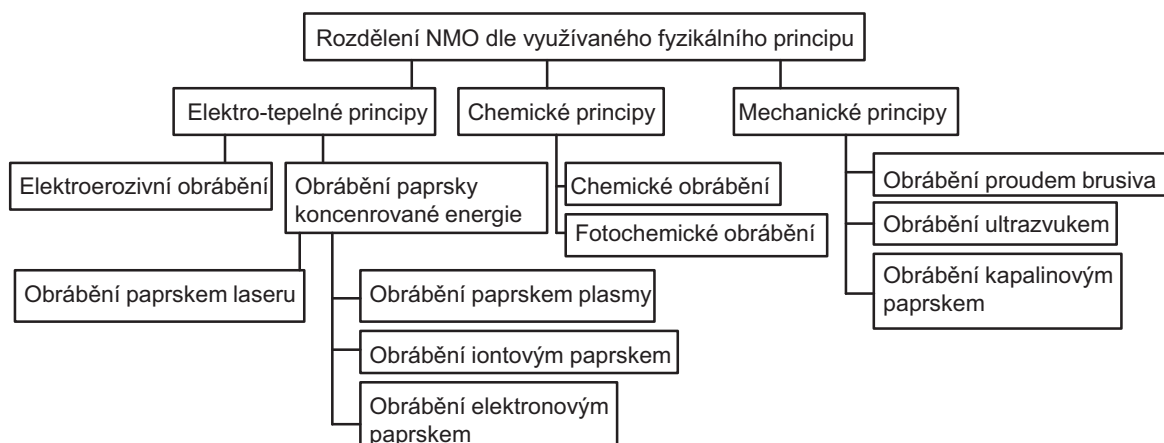 Rozdělení NMO dle využívaného fyzikálního principu
Elektro-tepelné principy
Chemické principy
Mechanické principy
Elektroerozivní obrábění
Obrábění paprsky
koncenrované energie
Chemické obrábění
Fotochemické obrábění
Obrábění proudem brusiva
Obrábění ultrazvukem
Obrábění kapalinovým
paprskem
Obrábění paprskem laseru
Obrábění paprskem plasmy
Obrábění iontovým paprskem
Obrábění elektronovým
paprskem